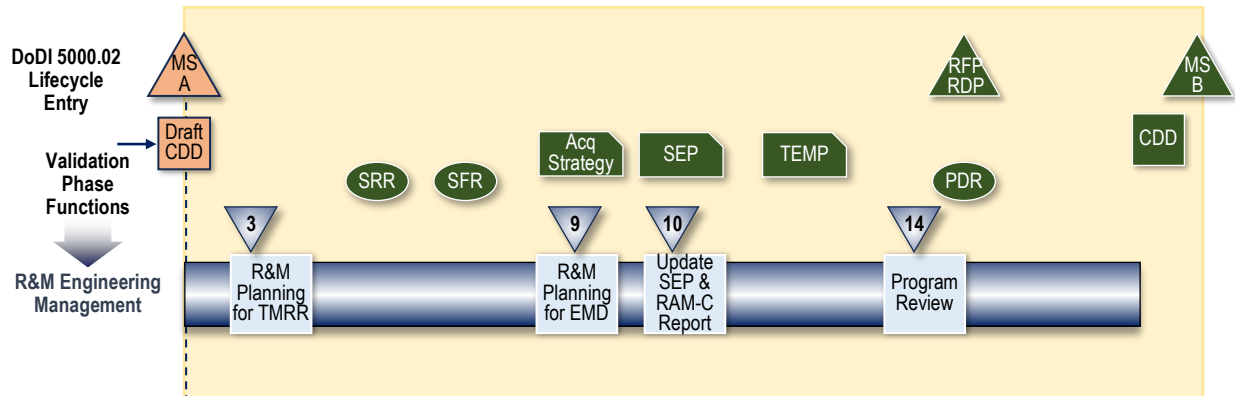 DoDI 5000.02
Lifecycle
Entry
MS
A
RFP
RDP
MS
B
Draft
CDD
CDD
Validation
Phase
Functions
Acq
Strategy
SEP
TEMP
SRR
SFR
PDR
3
9
10
14
R&M Engineering
Management
R&M
Planning
for TMRR
R&M
Planning
for EMD
Update
SEP &
RAM-C
Report
Program
Review